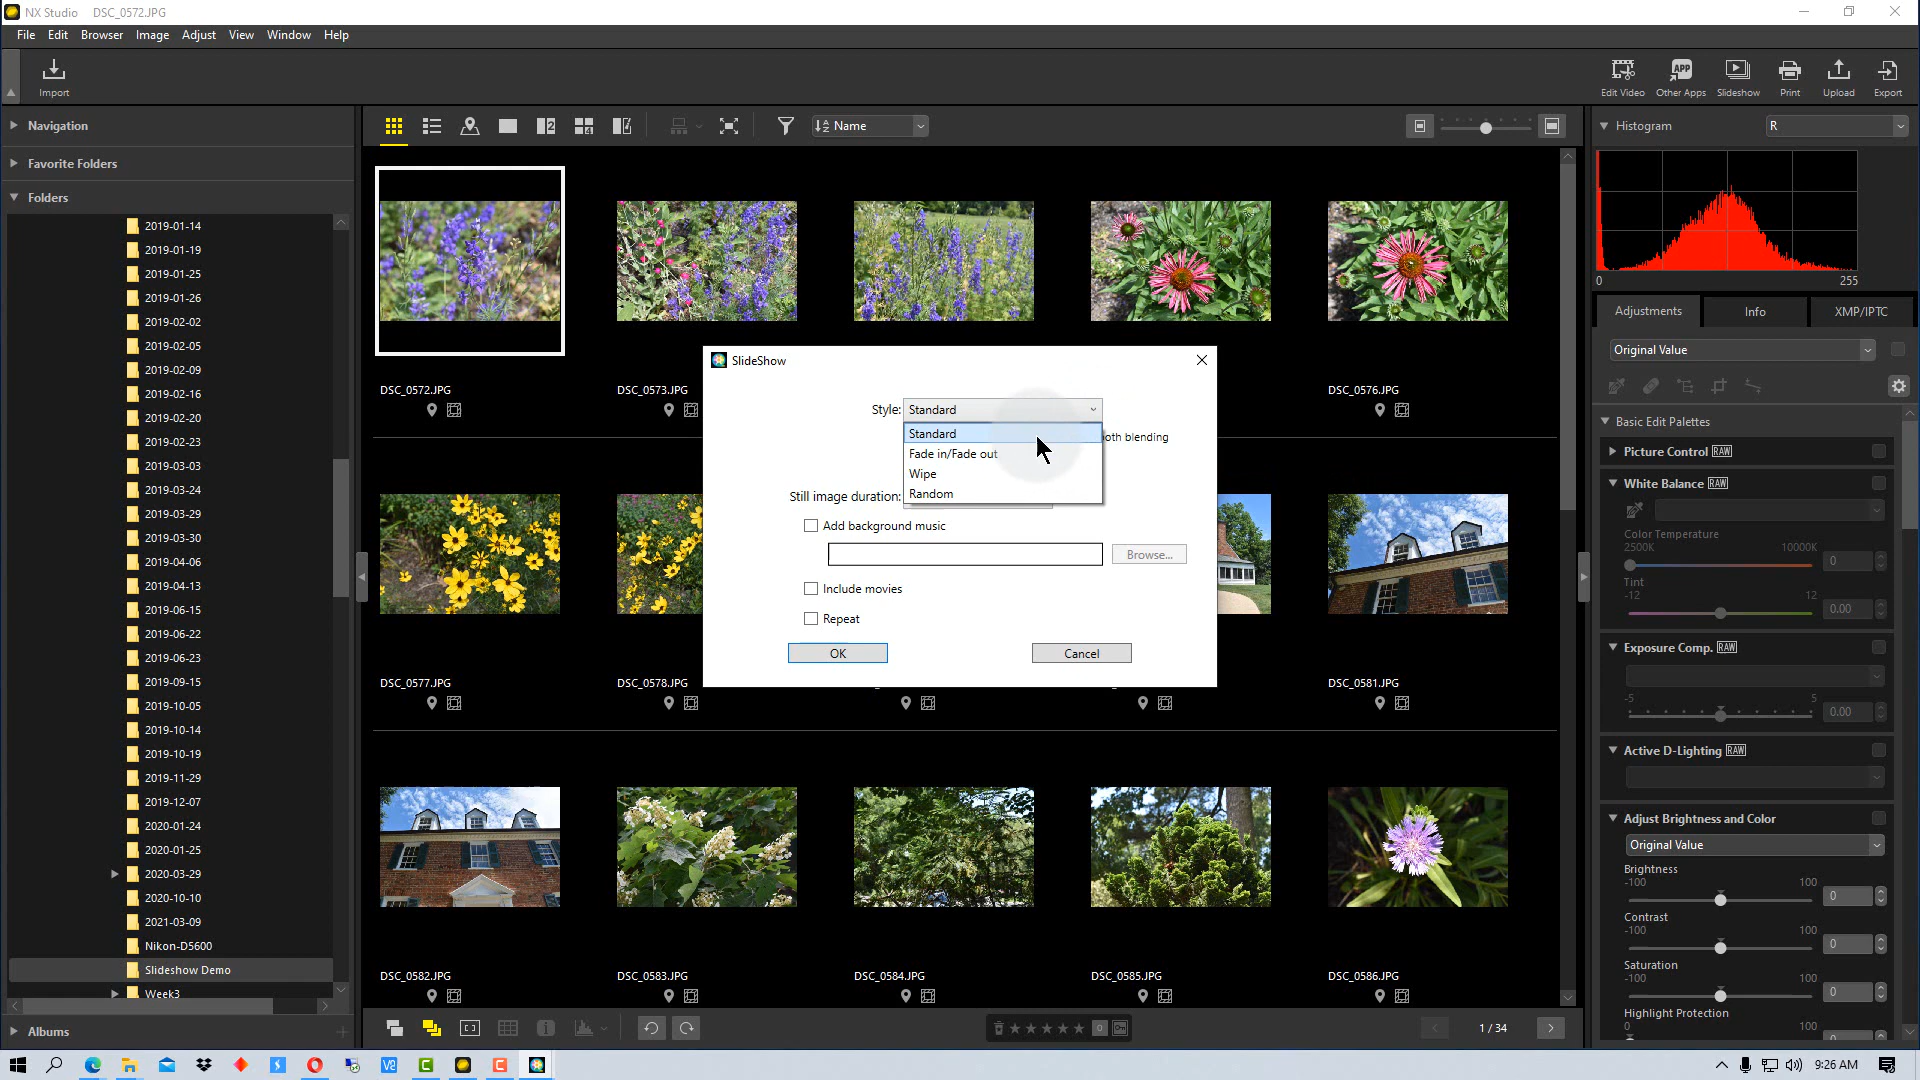 NX Studio DSC_0572.JPG
File Edit Browser Image Adjust View Window Help
Import
Edit Video Other Apps Slideshow Print Upload Export
Navigation
Favorite Folders
Folders
2019-01-14
2019-01-19
2019-01-25
2019-01-26
2019-02-02
2019-02-05
2019-02-09
2019-02-16
2019-02-20
2019-02-23
2019-03-03
2019-03-24
2019-03-29
2019-03-30
2019-04-06
2019-04-13
2019-06-15
2019-06-22
2019-06-23
2019-09-15
2019-10-05
2019-10-14
2019-10-19
2019-11-29
2019-12-07
2020-01-24
2020-01-25
2020-03-29
2020-10-10
2021-03-09
Nikon-D5600
Slideshow Demo
Week3
Albums
Name
DSC_0572.JPG DSC_0573.JPG DSC_0576.JPG
DSC_0577.JPG DSC_0578.JPG DSC_0581.JPG
DSC_0582.JPG DSC_0583.JPG DSC_0584.JPG DSC_0585.JPG DSC_0586.JPG
SlideShow
Style: Standard
Standard
Fade in/Fade out
Wipe
Random
oth blending
Still image duration:
Add background music
Browse...
Include movies
Repeat
OK Cancel
0
1 / 34
Histogram R
0 255
Adjustments Info XMP/IPTC
Original Value
Basic Edit Palettes
Picture Control RAW
White Balance RAW
Color Temperature
2500K 10000K 0
Tint
-12 12 0.00
Exposure Comp. RAW
-5 5 0.00
Active D-Lighting RAW
Adjust Brightness and Color
Original Value
Brightness
-100 100 0
Contrast
-100 100 0
Saturation
-100 100 0
Highlight Protection
0 100
9:26 AM